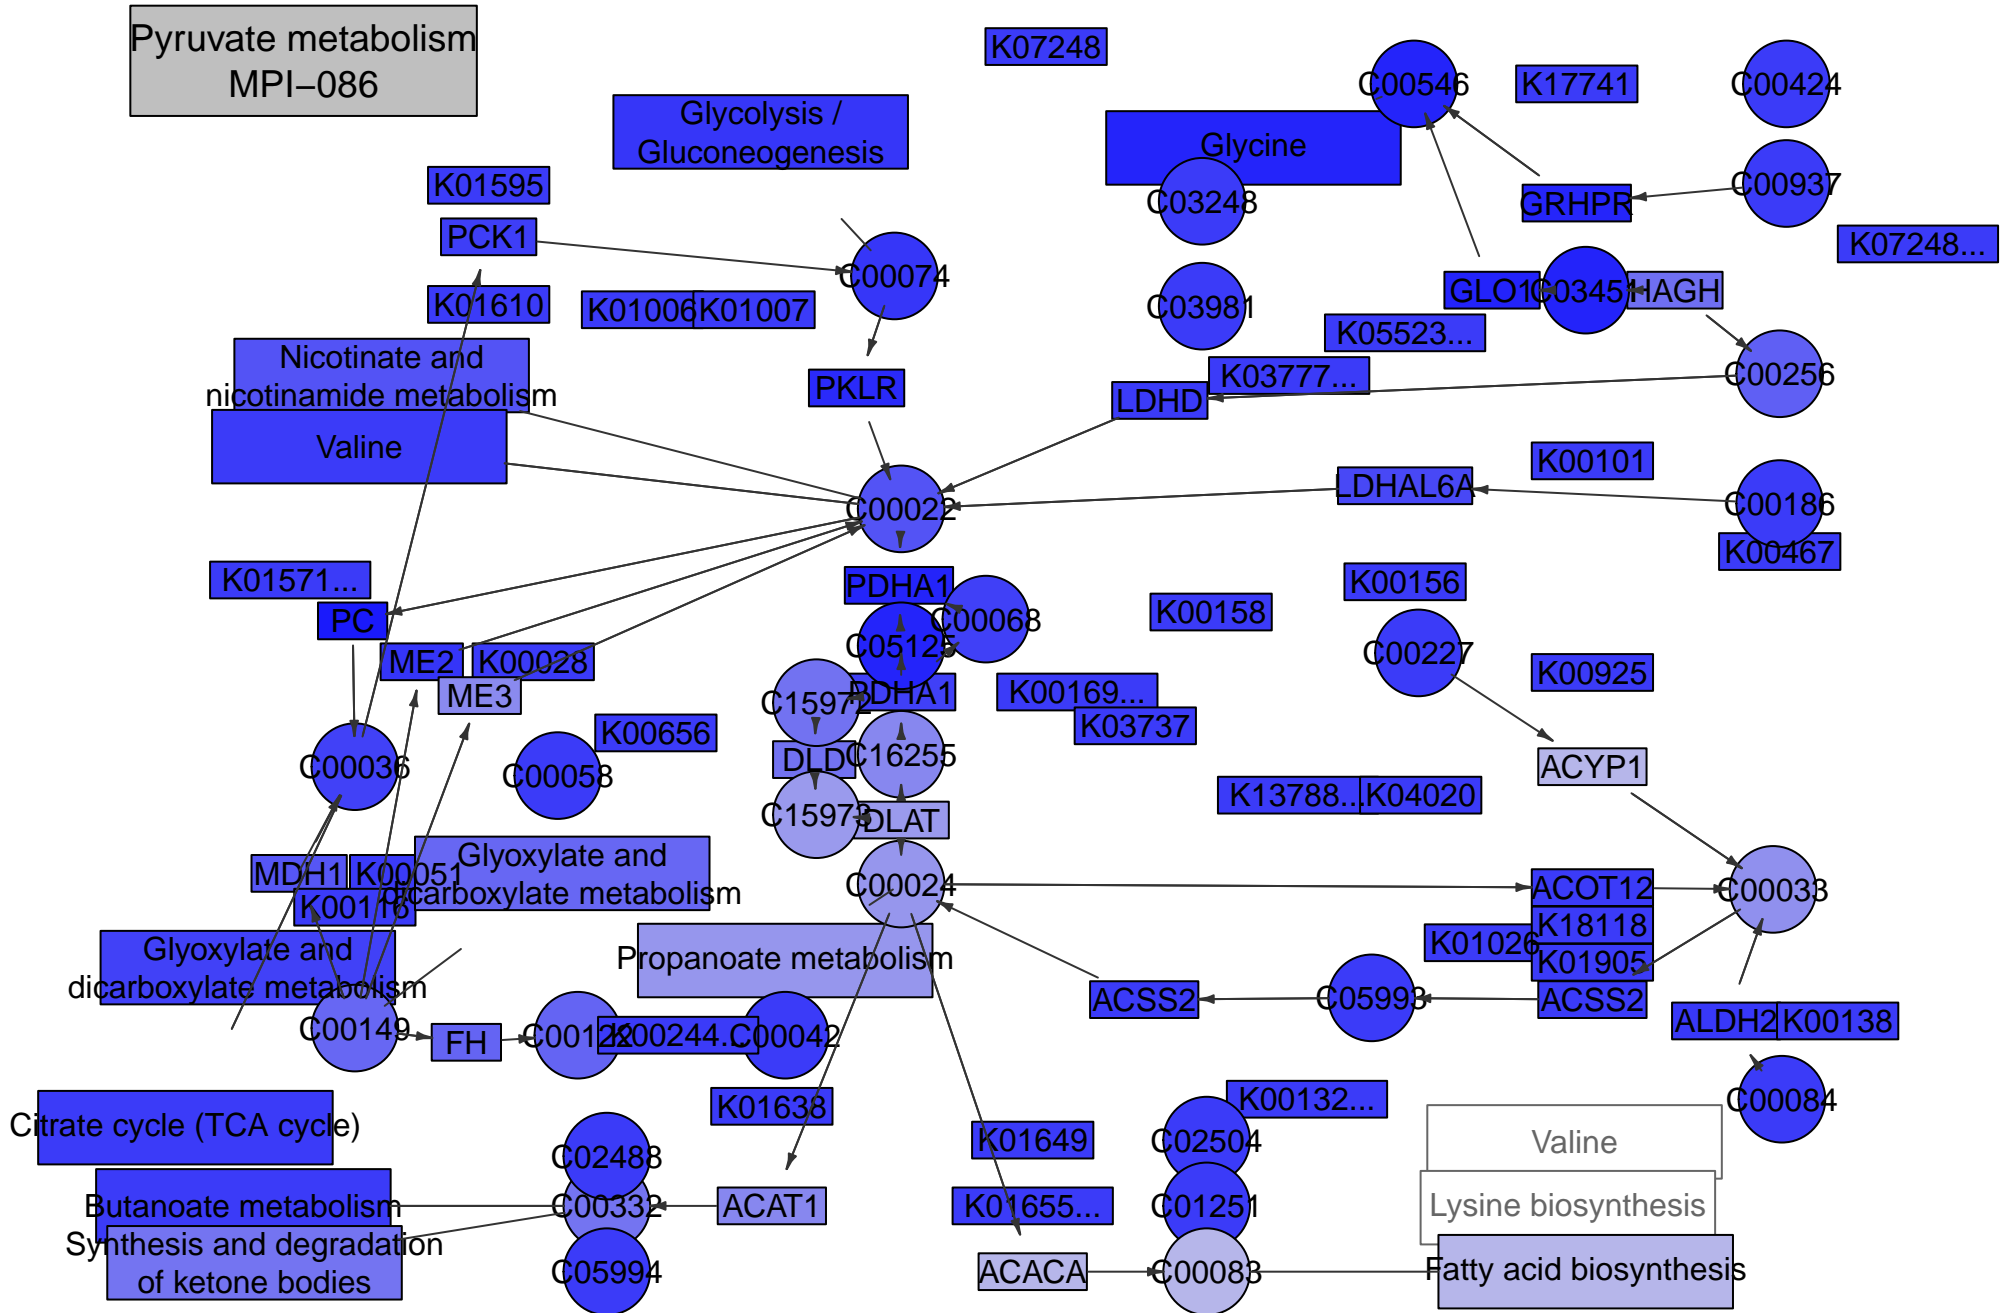 Pyruvate metabolism
MPI−086
K07248
C00546
K17741
C00424
Glycolysis /
Gluconeogenesis
Glycine
K01595
C03248
GRHPR
C00937
PCK1
K07248...
C00074
K01610
K01006
K01007
C03981
GLO1
C03451
HAGH
K05523...
Nicotinate and
nicotinamide metabolism
PKLR
K03777...
LDHD
C00256
Valine
K00101
LDHAL6A
C00022
C00186
K00467
K01571...
PDHA1
K00156
PC
C00068
K00158
C05125
C00227
ME2
K00028
ME3
K00925
C15972
PDHA1
K00169...
K03737
K00656
C00036
C00058
DLD
C16255
ACYP1
K13788...
K04020
C15973
DLAT
MDH1
K00051
Glyoxylate and
dicarboxylate metabolism
C00024
ACOT12
C00033
K00116
K18118
K01026
K01905
Glyoxylate and
dicarboxylate metabolism
Propanoate metabolism
ACSS2
C05993
ACSS2
C00149
FH
C00122
K00244...
C00042
ALDH2
K00138
K01638
K00132...
C00084
Citrate cycle (TCA cycle)
C02488
K01649
C02504
Valine
Butanoate metabolism
C00332
ACAT1
K01655...
C01251
Lysine biosynthesis
Synthesis and degradation
of ketone bodies
C05994
ACACA
C00083
Fatty acid biosynthesis